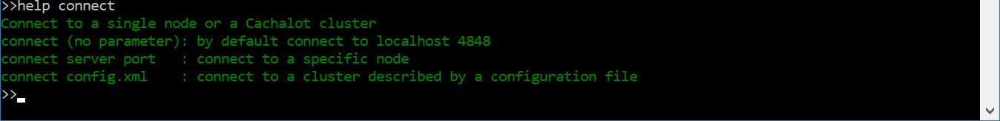 >>help connect
Connect to a single node or a Cachalot cluster
connect (no parameter): by default connect to localhost 4848
connect server port   : connect to a specific node
connect config.xml    : connect to a cluster described by a configuration file
>>